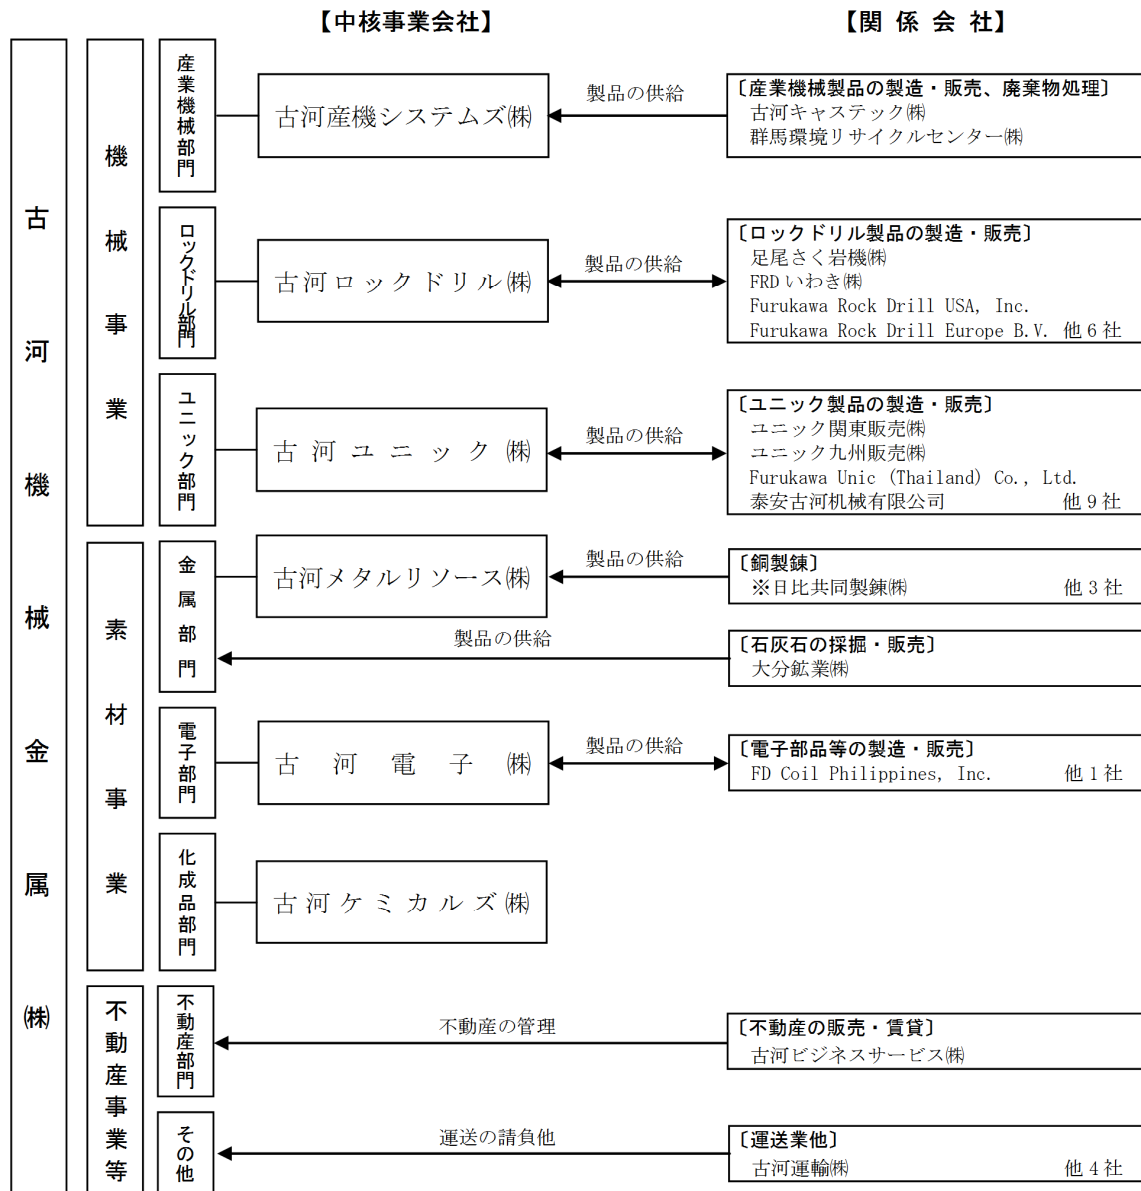 【中核事業会社】
【関 係 会 社】
古河機械金属㈱
機械事業
産業機械部門
古河産機システムズ㈱
製品の供給
〔産業機械製品の製造・販売、廃棄物処理〕
古河キャステック㈱
群馬環境リサイクルセンター㈱
ロックドリル部門
古河ロックドリル㈱
製品の供給
〔ロックドリル製品の製造・販売〕
足尾さく岩機㈱
FRDいわき㈱
Furukawa Rock Drill USA, Inc.
Furukawa Rock Drill Europe B.V. 他6社
ユニック部門
古河ユニック㈱
製品の供給
〔ユニック製品の製造・販売〕
ユニック関東販売㈱
ユニック九州販売㈱
Furukawa Unic (Thailand) Co., Ltd.
泰安古河机械有限公司 他9社
素材事業
金属部門
古河メタルリソース㈱
製品の供給
〔銅製錬〕
※日比共同製錬㈱ 他3社
製品の供給
〔石灰石の採掘・販売〕
大分鉱業㈱
電子部門
古河電子㈱
製品の供給
〔電子部品等の製造・販売〕
FD Coil Philippines, Inc. 他1社
化成品部門
古河ケミカルズ㈱
不動産事業等
不動産部門
不動産の管理
〔不動産の販売・賃貸〕
古河ビジネスサービス㈱
その他
運送の請負他
〔運送業他〕
古河運輸㈱ 他4社